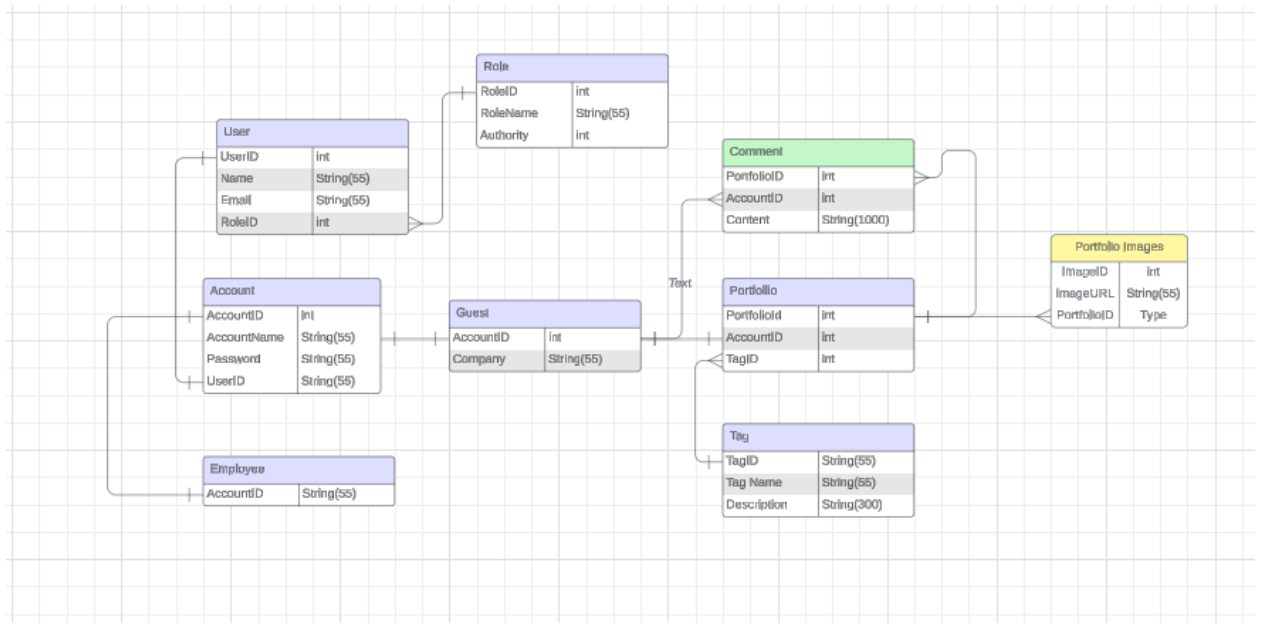 Role
RoleID int
RoleName String(55)
Authority int
User
UserID int
Name String(55)
Email String(55)
RoleID int
Comment
PortfolioID int
AccountID int
Content String(1000)
Portfolio Images
ImageID int
ImageURL String(55)
PortfolioID Type
Account
AccountID int
AccountName String(55)
Password String(55)
UserID String(55)
Guest
AccountID int
Company String(55)
Text
Portfollio
PortfolioId int
AccountID int
TagID int
Tag
TagID String(55)
Tag Name String(55)
Description String(300)
Employee
AccountID String(55)